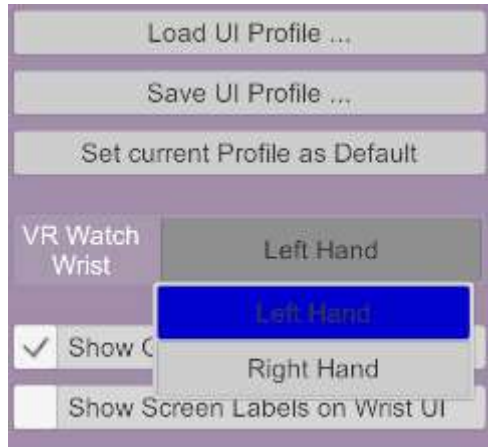 Load UI Profile ...
Save UI Profile ...
Set current Profile as Default
VR Watch
Wrist
Left Hand
Left Hand
Right Hand
Show
Show Screen Labels on Wrist UI